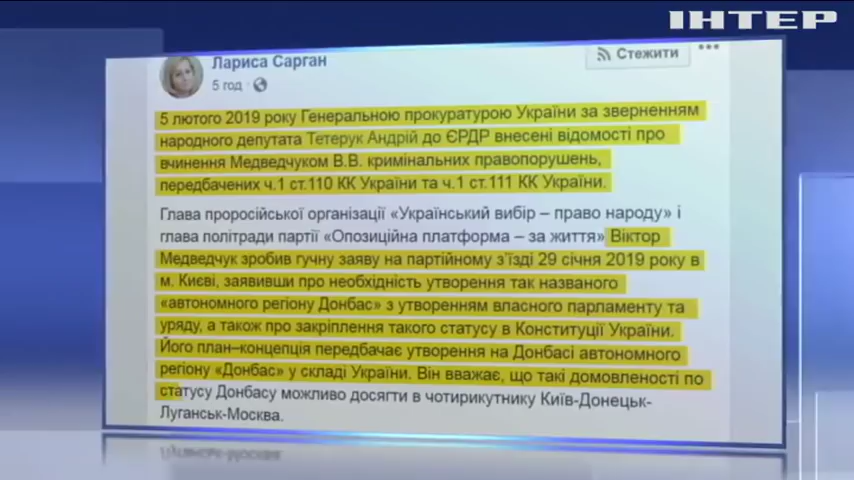 ІНТЕР
Лариса Сарган
Стежити
5 год
5 лютого 2019 року Генеральною прокуратурою України за зверненням
народного депутата Тетерук Андрій до ЄРДР внесені відомості про
вчинення Медведчуком В.В. кримінальних правопорушень,
передбачених ч.1 ст.110 КК України та ч.1 ст.111 КК України.
Глава проросійської організації «Український вибір – право народу» і
глава політради партії «Опозиційна платформа – за життя» Віктор
Медведчук зробив гучну заяву на партійному з'їзді 29 січня 2019 року в
м. Києві, заявивши про необхідність утворення так названого
«автономного регіону Донбас» з утворенням власного парламенту та
уряду, а також про закріплення такого статусу в Конституції України.
Його план–концепція передбачає утворення на Донбасі автономного
регіону «Донбас» у складі України. Він вважає, що такі домовленості по
статусу Донбасу можливо досягти в чотирикутнику Київ-Донецьк-
Луганськ-Москва.